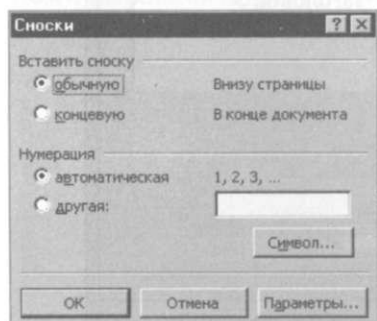 Сноски
Вставить сноску
обычную Внизу страницы
концевую В конце документа
Нумерация
автоматическая 1, 2, 3, ...
другая:
Символ...
ОК Отмена Параметры...